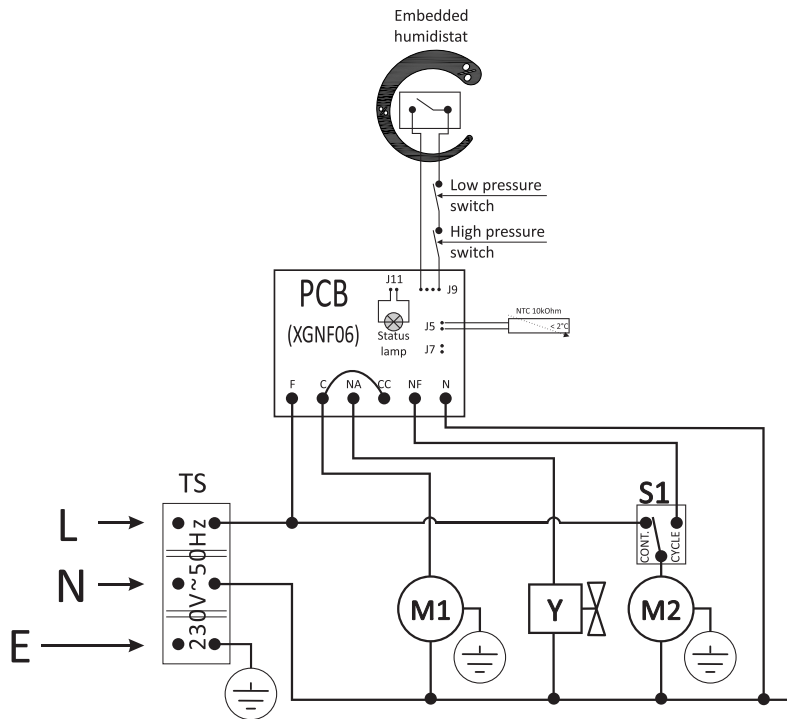 Embedded
humidistat
Low pressure
switch
High pressure
switch
PCB
(XGNF06)
J11
J9
Status
lamp
J5
J7
NTC 10kOhm
< 2°C
F C NA CC NF N
TS
S1
L
N
E
230V~50Hz
CONT.
CYCLE
M1
Y
M2